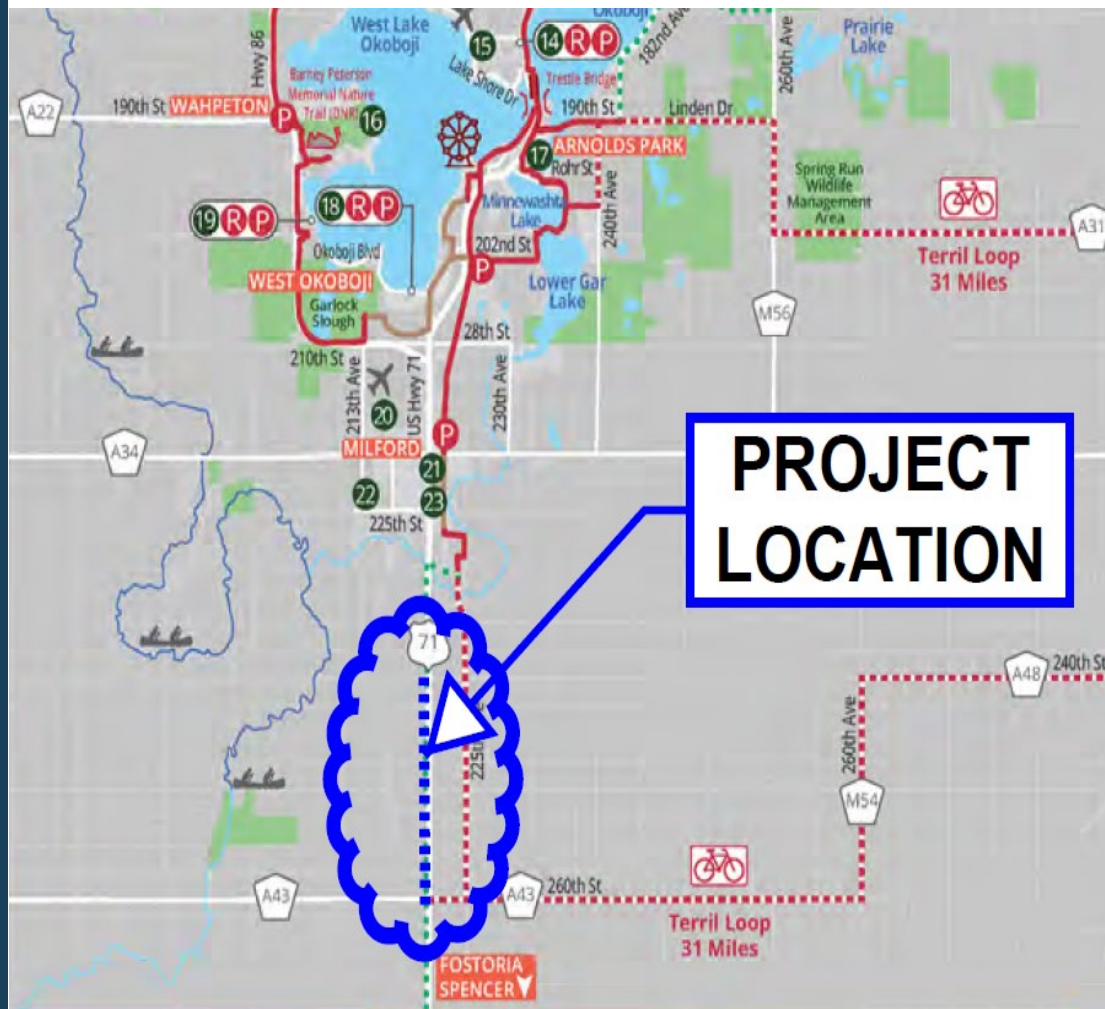 West Lake
Okoboji
Okoboji
15
14 R P
182nd Ave
260th Ave
Prairie
Lake
Hwy 86
Barney Peterson
Memorial Nature
Trail (DNR)
Lake Shore Dr
Trestle Bridge
A22
190th St
WAHPETON
P
16
190th St
Linden Dr
17
ARNOLDS PARK
Rohr St
Spring Run
Wildlife
Management
Area
19 R P
18 R P
Minnewashta
Lake
240th Ave
A31
Terril Loop
31 Miles
Okoboji Blvd
202nd St
WEST OKOBOJI
P
Lower Gar
Lake
Garlock
Slough
M56
210th St
28th St
213th Ave
US Hwy 71
230th Ave
20
P
MILFORD
A34
21
22
23
225th St
PROJECT
LOCATION
71
225th
A48
240th St
260th Ave
M54
A43
A43
260th St
Terril Loop
31 Miles
FOSTORIA
SPENCER